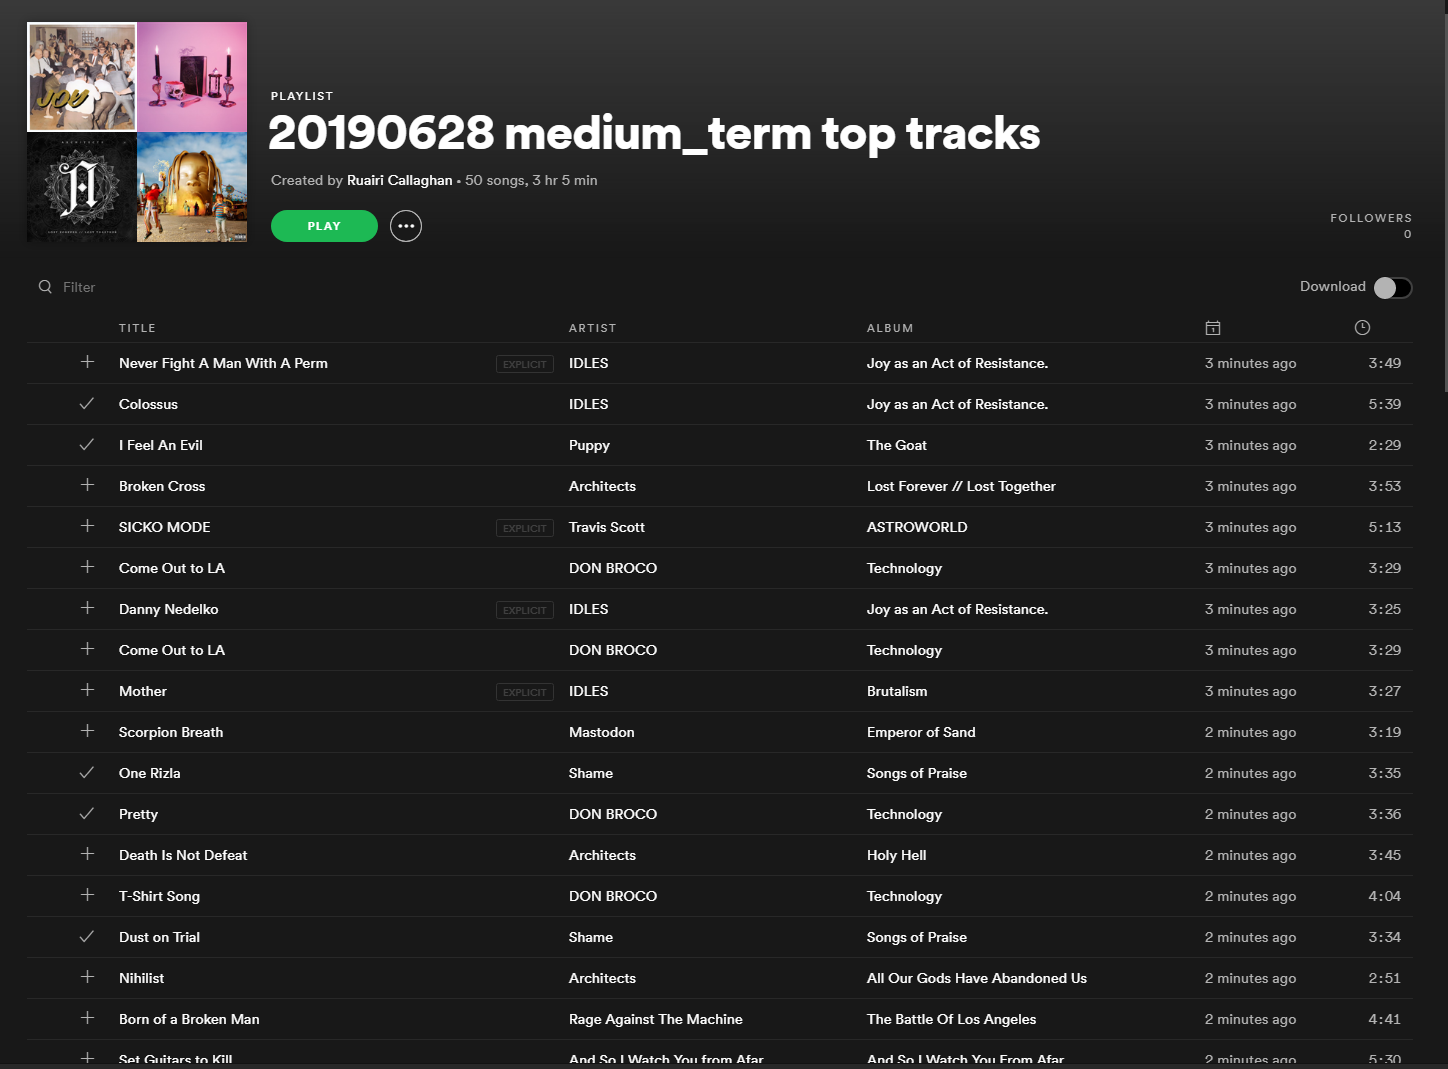 JOY
PLAYLIST
20190628 medium_term top tracks
Created by Ruairi Callaghan • 50 songs, 3 hr 5 min
PLAY
FOLLOWERS
0
Filter
Download
TITLE ARTIST ALBUM
Never Fight A Man With A Perm EXPLICIT IDLES Joy as an Act of Resistance. 3 minutes ago 3:49
Colossus IDLES Joy as an Act of Resistance. 3 minutes ago 5:39
I Feel An Evil Puppy The Goat 3 minutes ago 2:29
Broken Cross Architects Lost Forever // Lost Together 3 minutes ago 3:53
SICKO MODE EXPLICIT Travis Scott ASTROWORLD 3 minutes ago 5:13
Come Out to LA DON BROCO Technology 3 minutes ago 3:29
Danny Nedelko EXPLICIT IDLES Joy as an Act of Resistance. 3 minutes ago 3:25
Come Out to LA DON BROCO Technology 3 minutes ago 3:29
Mother EXPLICIT IDLES Brutalism 3 minutes ago 3:27
Scorpion Breath Mastodon Emperor of Sand 2 minutes ago 3:19
One Rizla Shame Songs of Praise 2 minutes ago 3:35
Pretty DON BROCO Technology 2 minutes ago 3:36
Death Is Not Defeat Architects Holy Hell 2 minutes ago 3:45
T-Shirt Song DON BROCO Technology 2 minutes ago 4:04
Dust on Trial Shame Songs of Praise 2 minutes ago 3:34
Nihilist Architects All Our Gods Have Abandoned Us 2 minutes ago 2:51
Born of a Broken Man Rage Against The Machine The Battle Of Los Angeles 2 minutes ago 4:41
Set Guitars to Kill And So I Watch You from Afar And So I Watch You From Afar 2 minutes ago 5:30